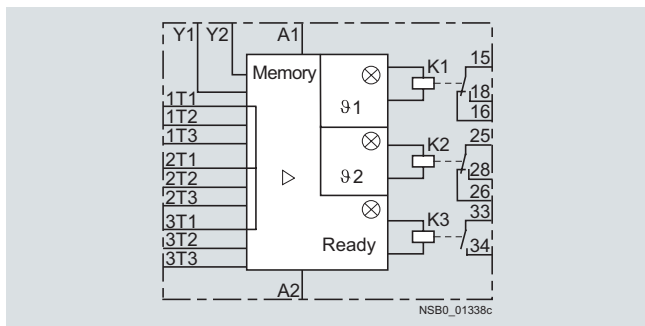 Y1 Y2 A1
Memory
K1
15
18
16
ϑ1
1T1
1T2
1T3
2T1
2T2
2T3
3T1
3T2
3T3
K2
25
28
26
ϑ2
K3
33
34
Ready
A2
NSB0_01338c